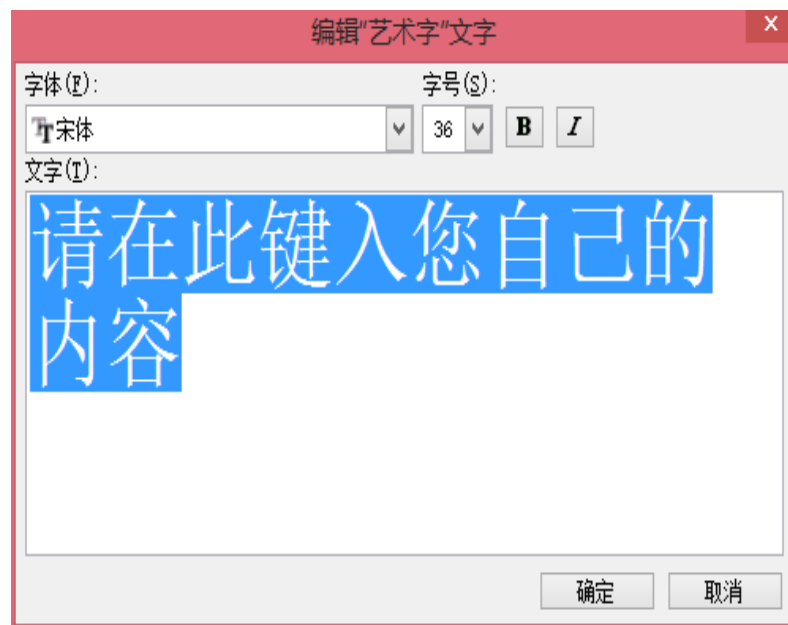 编辑"艺术字"文字
x
字体(F): 字号(S):
宋体 36 B I
文字(T):
请在此键入您自己的
内容
确定 取消